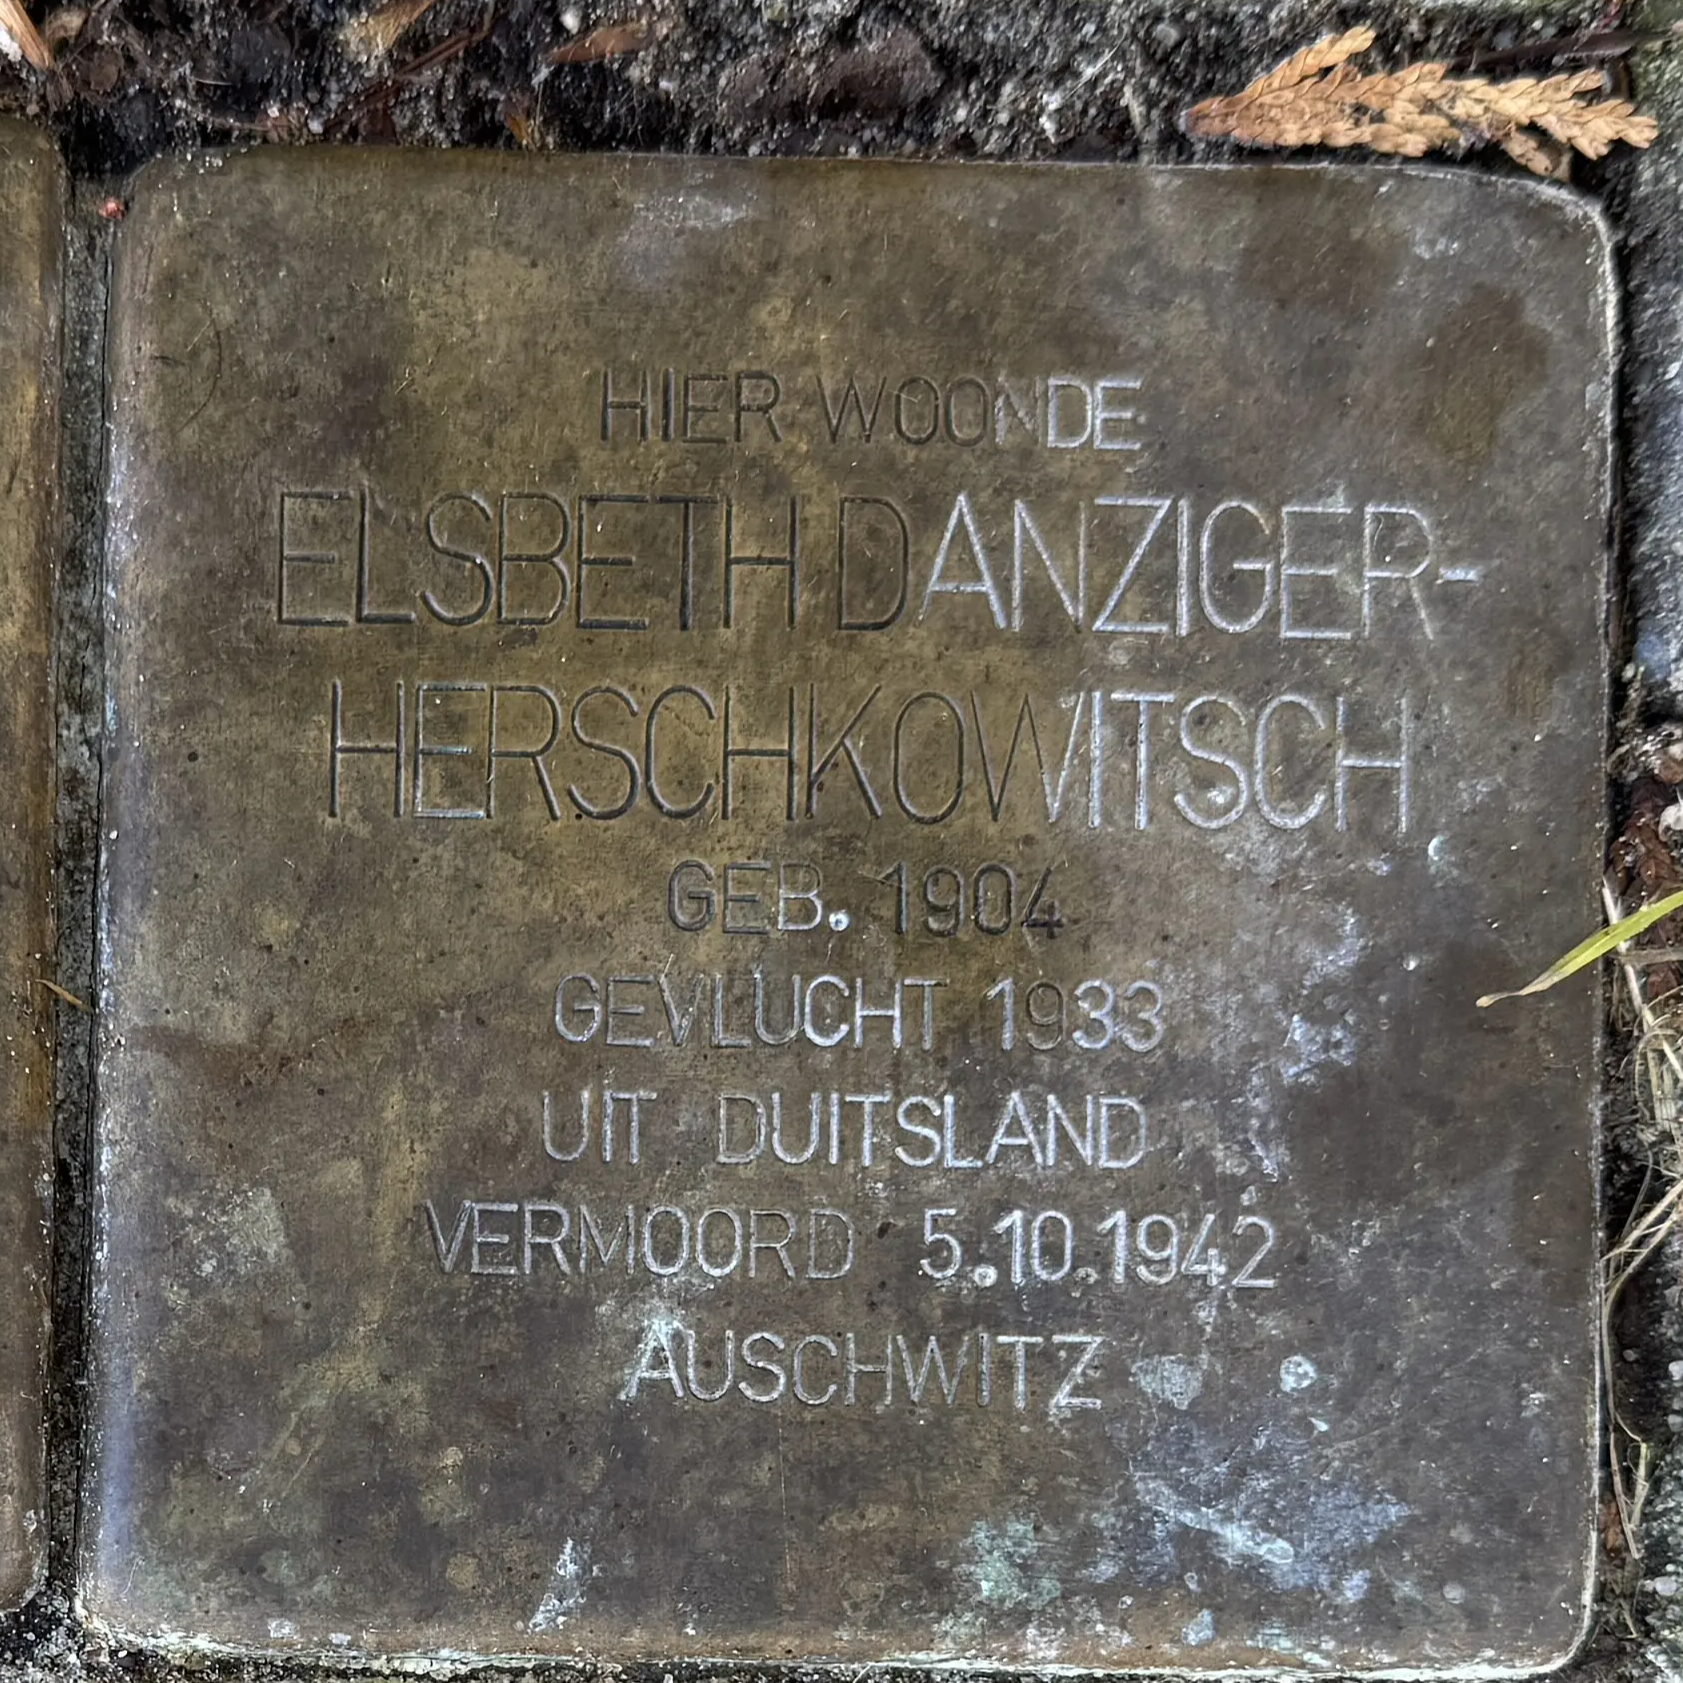 HIER WOONDE
ELSBETH DANZIGER-
HERSCHKOWITSCH
GEB. 1904
GEVLUCHT 1933
UIT DUITSLAND
VERMOORD 5.10.1942
AUSCHWITZ